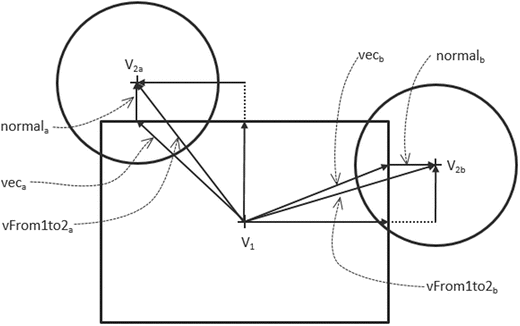 V2a
vecb
normalb
normala
V2b
veca
vFrom1to2a
V1
vFrom1to2b